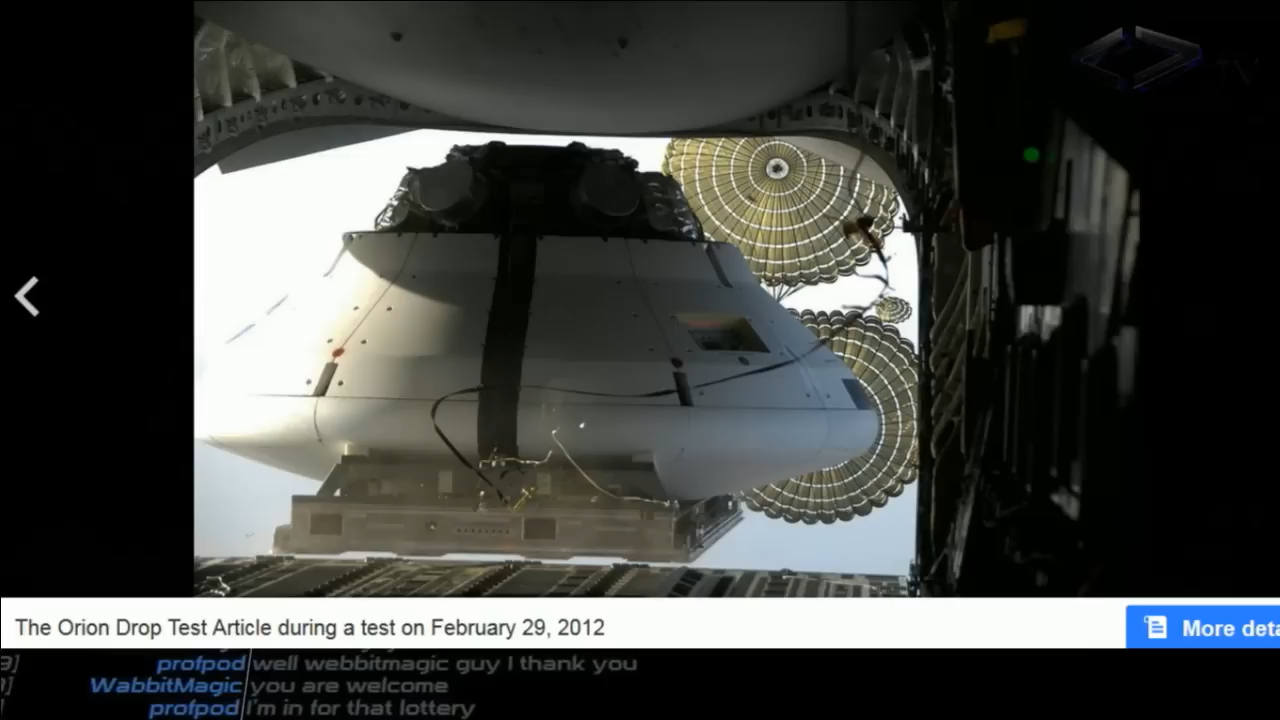 TV
The Orion Drop Test Article during a test on February 29, 2012
More deta
profpod well webbitmagic guy I thank you
WabbitMagic you are welcome
profpod I'm in for that lottery